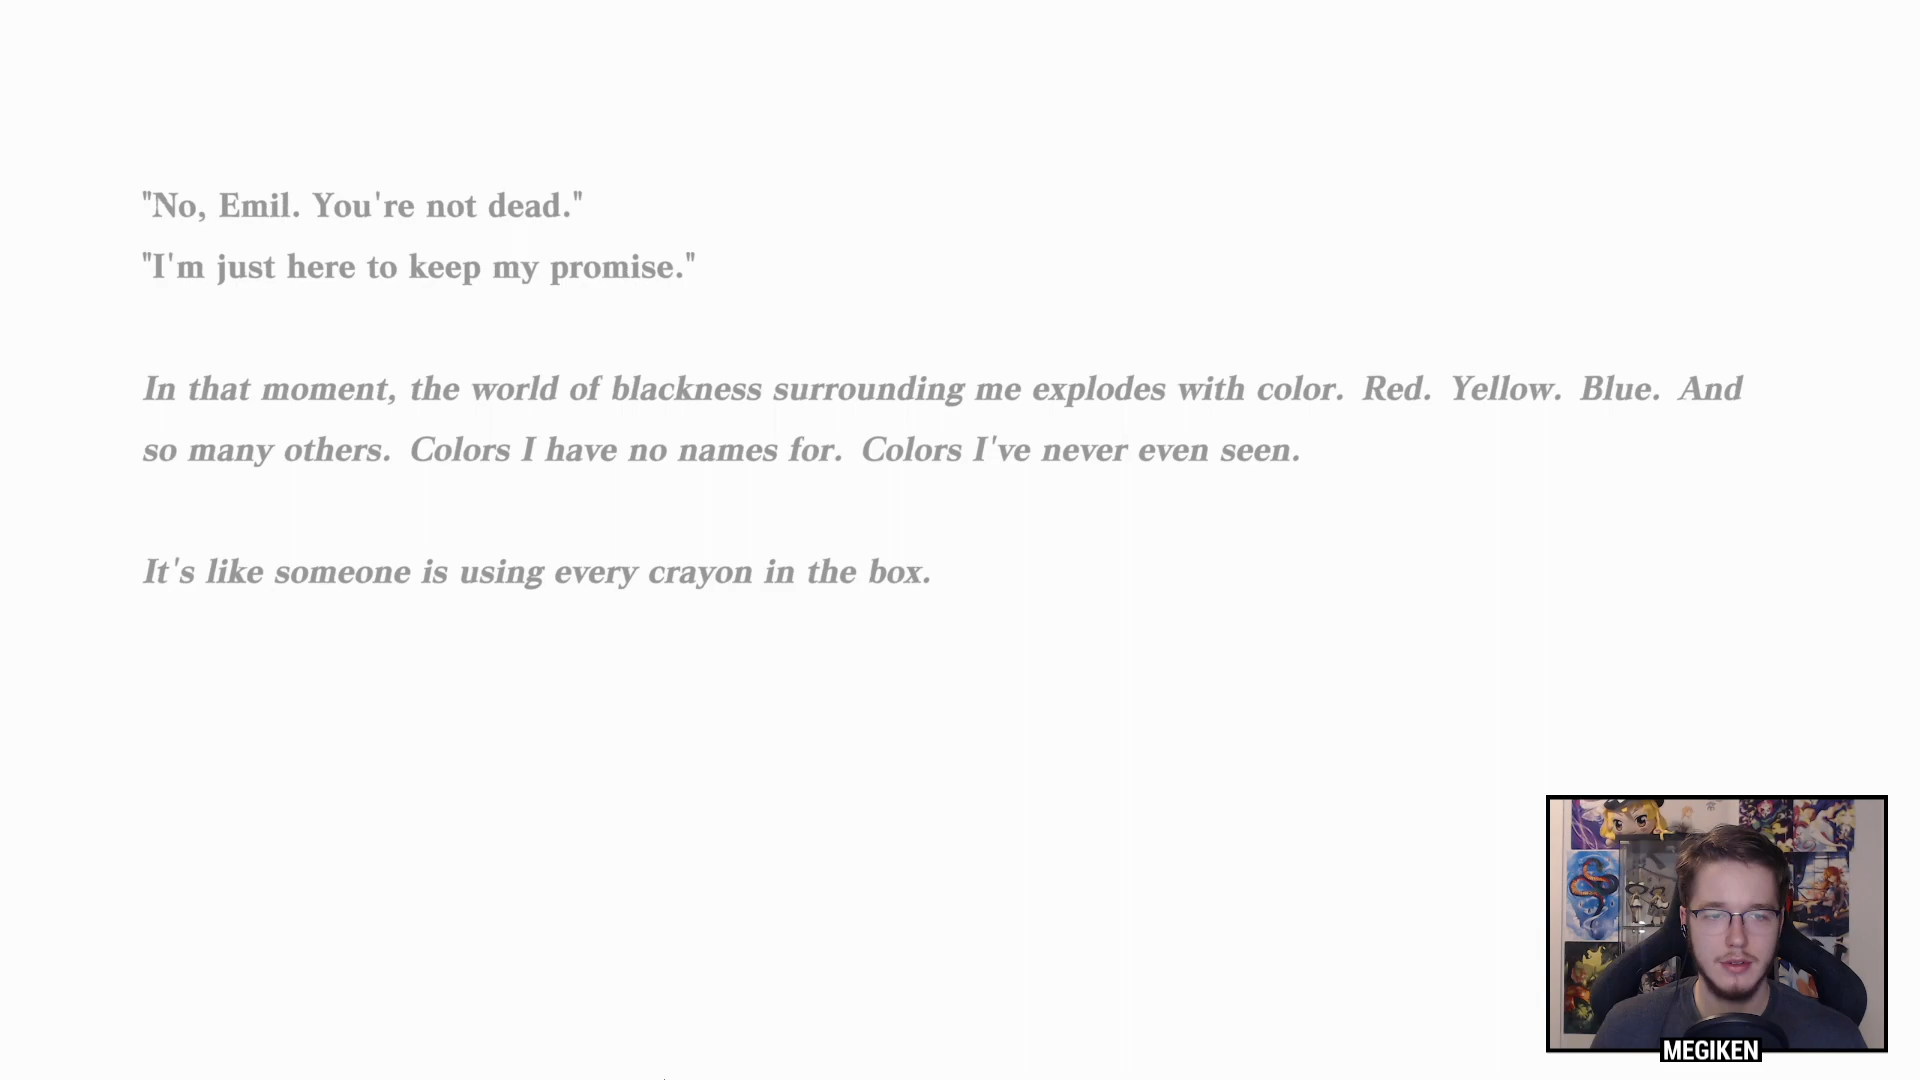 "No, Emil. You're not dead."
"I'm just here to keep my promise."
In that moment, the world of blackness surrounding me explodes with color. Red. Yellow. Blue. And
so many others. Colors I have no names for. Colors I've never even seen.
It's like someone is using every crayon in the box.
MEGIKEN